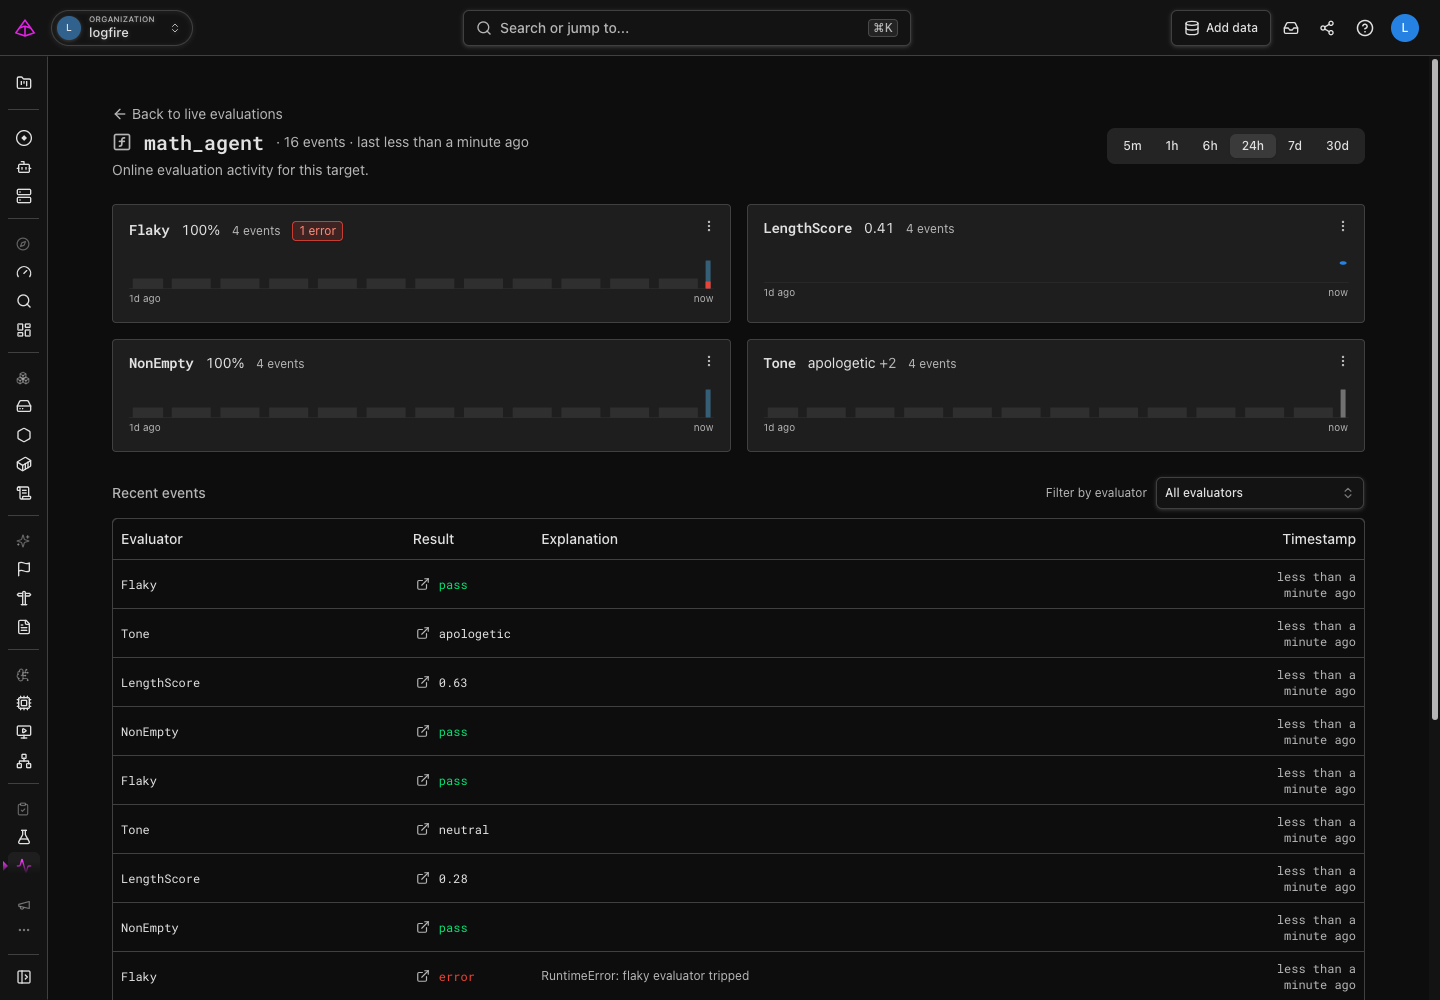 L
ORGANIZATION
logfire
Search or jump to...
⌘K
Add data
L
Back to live evaluations
math_agent · 16 events · last less than a minute ago
Online evaluation activity for this target.
5m 1h 6h 24h 7d 30d
Flaky 100% 4 events 1 error
1d ago now
LengthScore 0.41 4 events
1d ago now
NonEmpty 100% 4 events
1d ago now
Tone apologetic +2 4 events
1d ago now
Recent events
Filter by evaluator All evaluators
Evaluator Result Explanation Timestamp
Flaky pass less than a
minute ago
Tone apologetic less than a
minute ago
LengthScore 0.63 less than a
minute ago
NonEmpty pass less than a
minute ago
Flaky pass less than a
minute ago
Tone neutral less than a
minute ago
LengthScore 0.28 less than a
minute ago
NonEmpty pass less than a
minute ago
Flaky error RuntimeError: flaky evaluator tripped less than a
minute ago